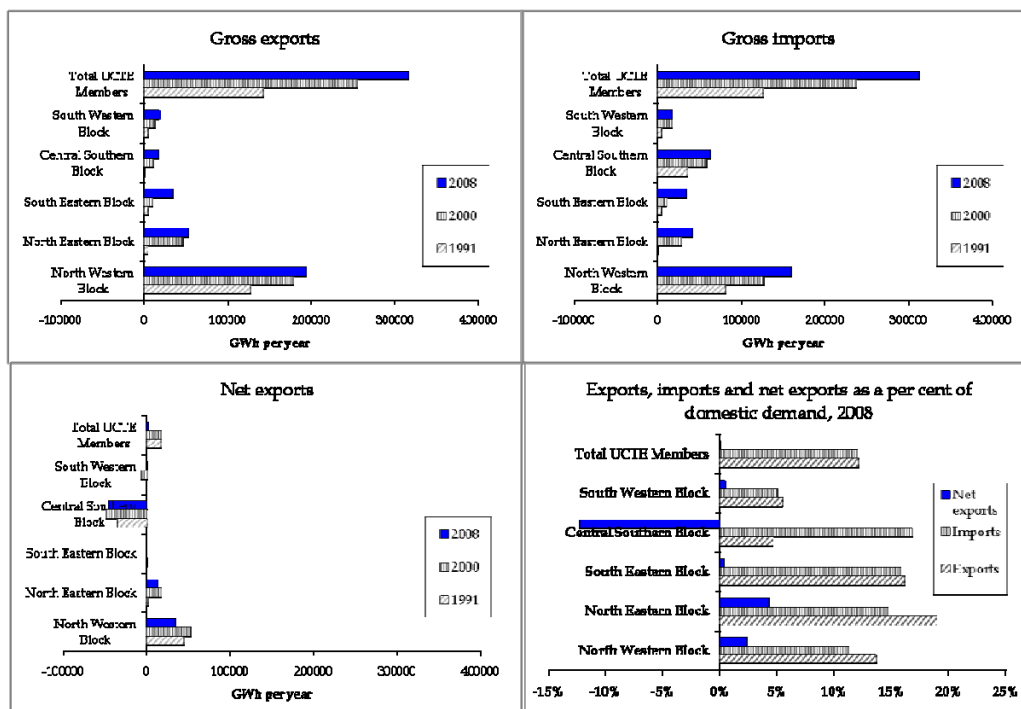 Gross exports
Total UCTE
Members
South Western
Block
Central Southern
Block
South Eastern Block
North Eastern Block
North Western
Block
2008
2000
1991
-100000 0 100000 200000 300000 400000
GWh per year
Gross imports
Total UCTE
Members
South Western
Block
Central Southern
Block
South Eastern Block
North Eastern Block
North Western
Block
2008
2000
1991
-100000 0 100000 200000 300000 400000
GWh per year
Net exports
Total UCTE
Members
South Western
Block
Central Southern
Block
South Eastern Block
North Eastern Block
North Western
Block
2008
2000
1991
-100000 0 100000 200000 300000 400000
GWh per year
Exports, imports and net exports as a per cent of
domestic demand, 2008
Total UCTE Members
South Western Block
Central Southern Block
South Eastern Block
North Eastern Block
North Western Block
Net
exports
Imports
Exports
-15% -10% -5% 0% 5% 10% 15% 20% 25%